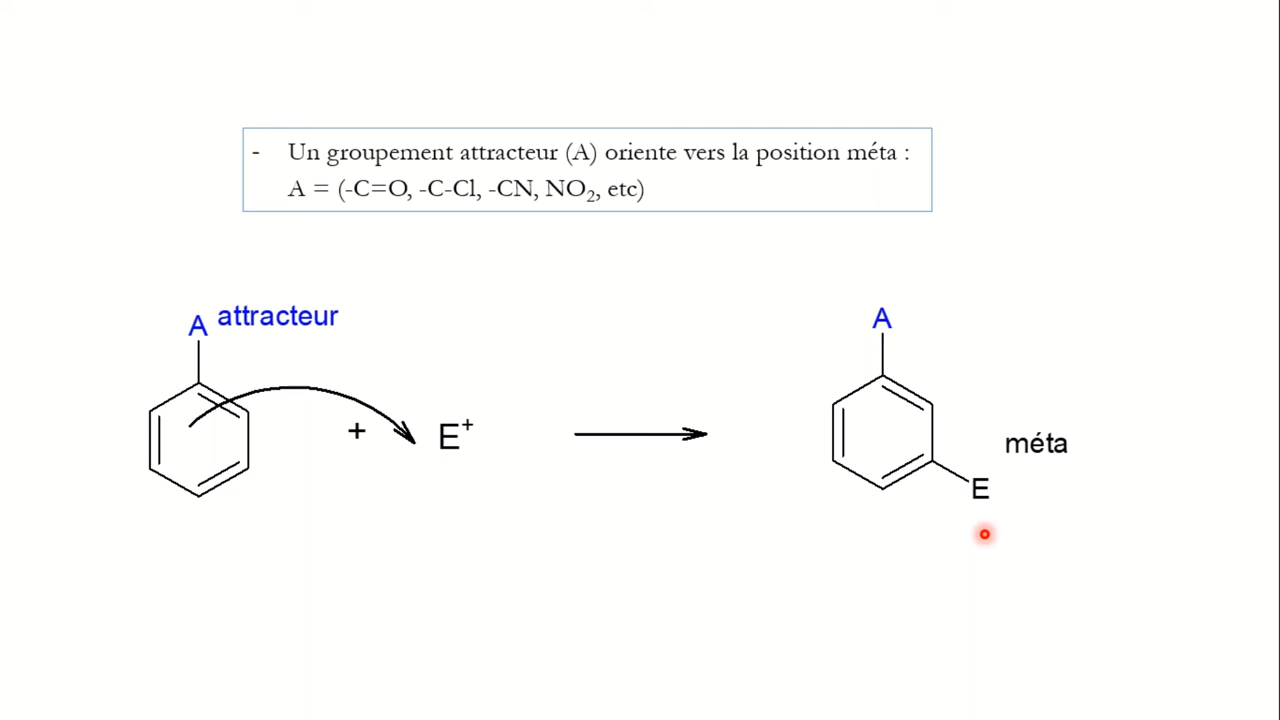 - Un groupement attracteur (A) oriente vers la position méta :
A = (-C=O, -C-Cl, -CN, NO₂, etc)
A attracteur
+ E⁺
A
méta
E